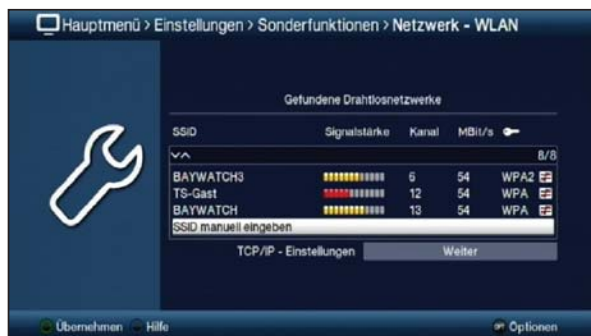 Hauptmenü > Einstellungen > Sonderfunktionen > Netzwerk - WLAN
Gefundene Drahtlosnetzwerke
SSID Signalstärke Kanal MBit/s
8/8
BAYWATCH3 6 54 WPA2
TS-Gast 12 54 WPA
BAYWATCH 13 54 WPA
SSID manuell eingeben
TCP/IP - Einstellungen Weiter
Übernehmen Hilfe Optionen